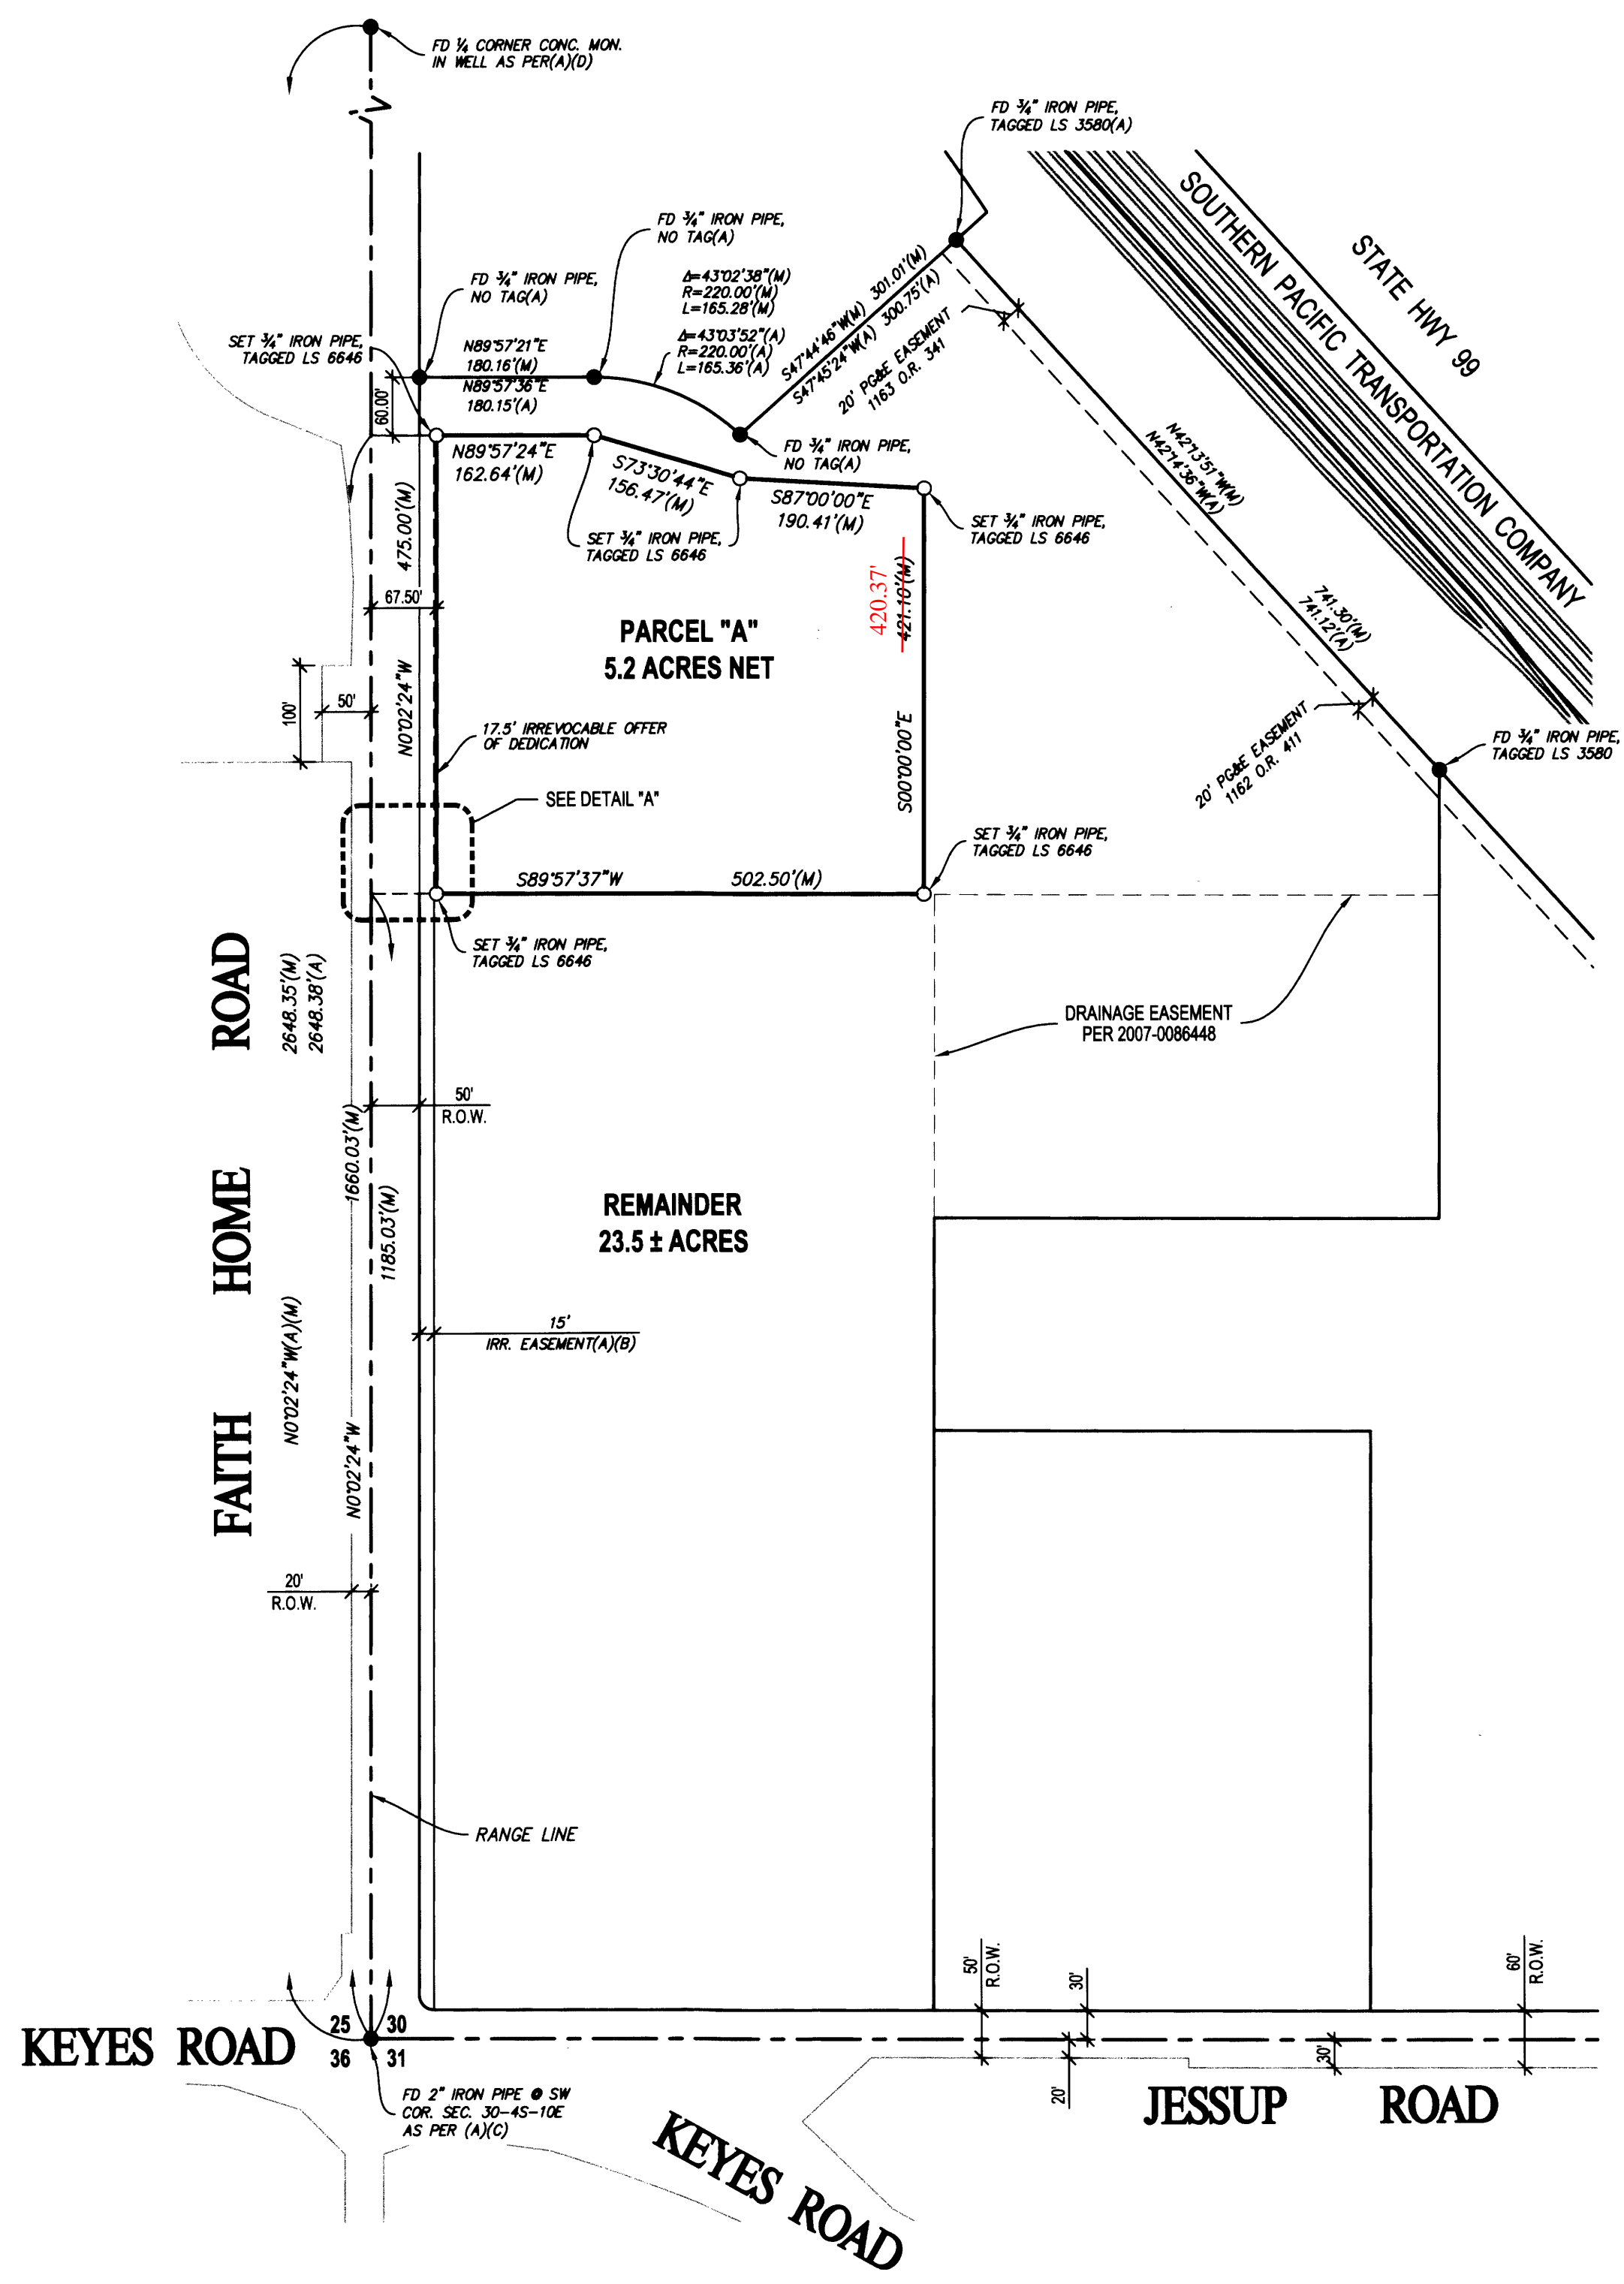 FD ¼ CORNER CONC. MON.
IN WELL AS PER(A)(D)
FD ¾" IRON PIPE,
TAGGED LS 3580(A)
STATE HWY 99
SOUTHERN PACIFIC TRANSPORTATION COMPANY
FD ¾" IRON PIPE,
NO TAG(A)
FD ¾" IRON PIPE,
NO TAG(A)
Δ=43°02'38"(M)
R=220.00'(M)
L=165.28'(M)
Δ=43°03'52"(A)
R=220.00'(A)
L=165.36'(A)
S47°44'46"W(M) 301.01'(M)
S47°45'24"W(A) 300.75'(A)
20' PG&E EASEMENT
1163 O.R. 341
SET ¾" IRON PIPE,
TAGGED LS 6646
N89°57'21"E
180.16'(M)
N89°57'36"E
180.15'(A)
60.00'
N89°57'24"E
162.64'(M)
S73°30'44"E
156.47'(M)
FD ¾" IRON PIPE,
NO TAG(A)
S87°00'00"E
190.41'(M)
SET ¾" IRON PIPE,
TAGGED LS 6646
SET ¾" IRON PIPE,
TAGGED LS 6646
N42°13'51"W(M)
N42°14'36"W(A)
741.30'(M)
741.12'(A)
475.00'(M)
67.50'
N0°02'24"W
PARCEL "A"
5.2 ACRES NET
420.37'
421.10'(M)
S00°00'00"E
100'
50'
17.5' IRREVOCABLE OFFER
OF DEDICATION
SEE DETAIL "A"
20' PG&E EASEMENT
1162 O.R. 411
FD ¾" IRON PIPE,
TAGGED LS 3580
SET ¾" IRON PIPE,
TAGGED LS 6646
S89°57'37"W 502.50'(M)
SET ¾" IRON PIPE,
TAGGED LS 6646
DRAINAGE EASEMENT
PER 2007-0086448
FAITH HOME ROAD
2648.35'(M)
2648.38'(A)
N0°02'24"W(A)(M)
1660.03'(M)
N0°02'24"W
1185.03'(M)
50'
R.O.W.
REMAINDER
23.5 ± ACRES
15'
IRR. EASEMENT(A)(B)
20'
R.O.W.
RANGE LINE
50'
R.O.W.
30'
60'
R.O.W.
25 30
36 31
KEYES ROAD
20'
30'
FD 2" IRON PIPE @ SW
COR. SEC. 30-4S-10E
AS PER (A)(C)
JESSUP ROAD
KEYES ROAD